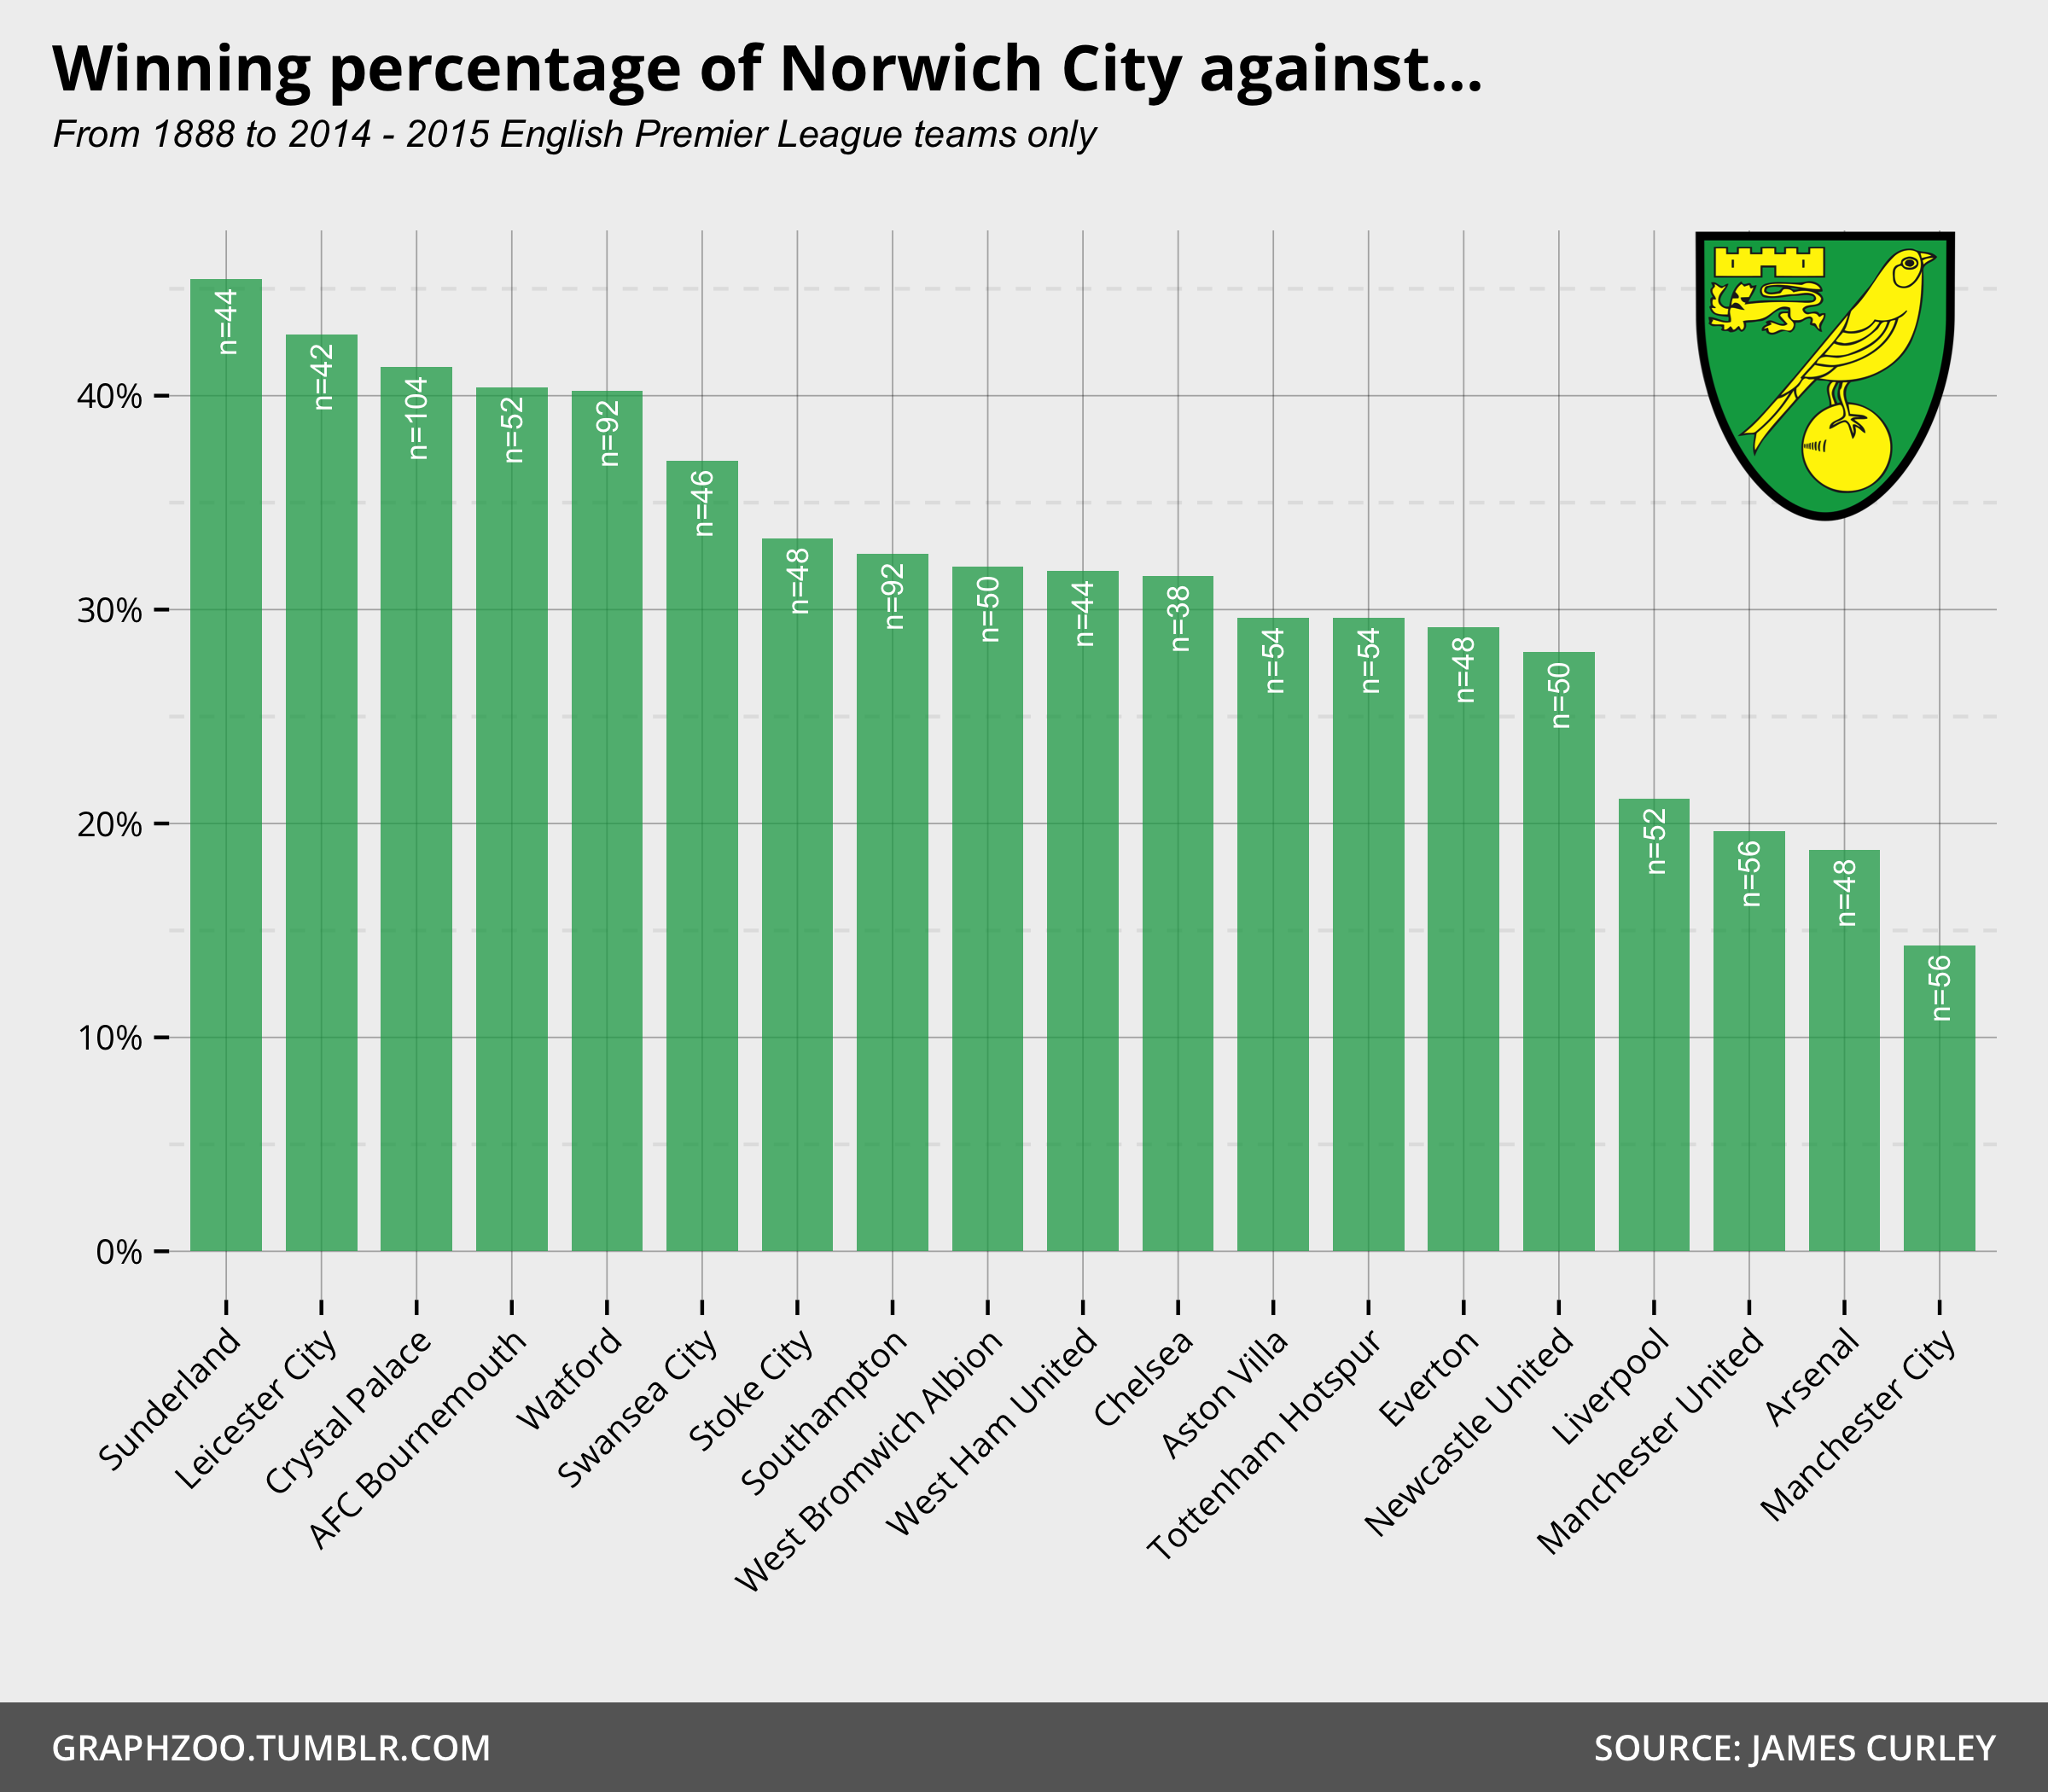 Winning percentage of Norwich City against...
From 1888 to 2014 - 2015 English Premier League teams only
40%
30%
20%
10%
0%
n=44
n=42
n=104
n=52
n=92
n=46
n=48
n=92
n=50
n=44
n=38
n=54
n=54
n=48
n=50
n=52
n=56
n=48
n=56
Sunderland
Leicester City
Crystal Palace
AFC Bournemouth
Watford
Swansea City
Stoke City
Southampton
West Bromwich Albion
West Ham United
Chelsea
Aston Villa
Tottenham Hotspur
Everton
Newcastle United
Liverpool
Manchester United
Arsenal
Manchester City
GRAPHZOO.TUMBLR.COM
SOURCE: JAMES CURLEY